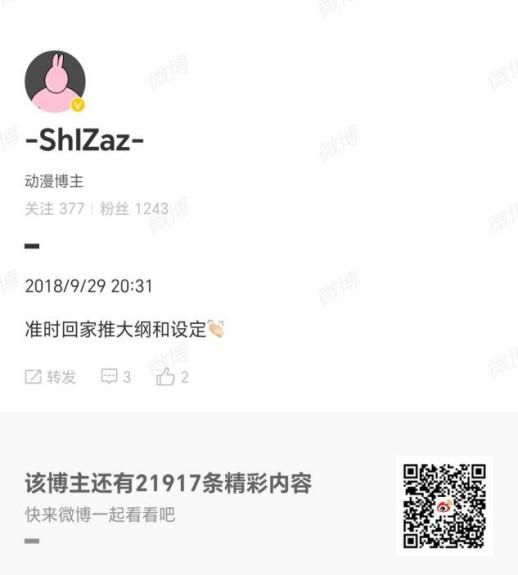 -ShIZaz-
动漫博主
关注 377 | 粉丝 1243
2018/9/29 20:31
准时回家推大纲和设定👏🏻
转发 3 2
该博主还有21917条精彩内容
快来微博一起看看吧
微博